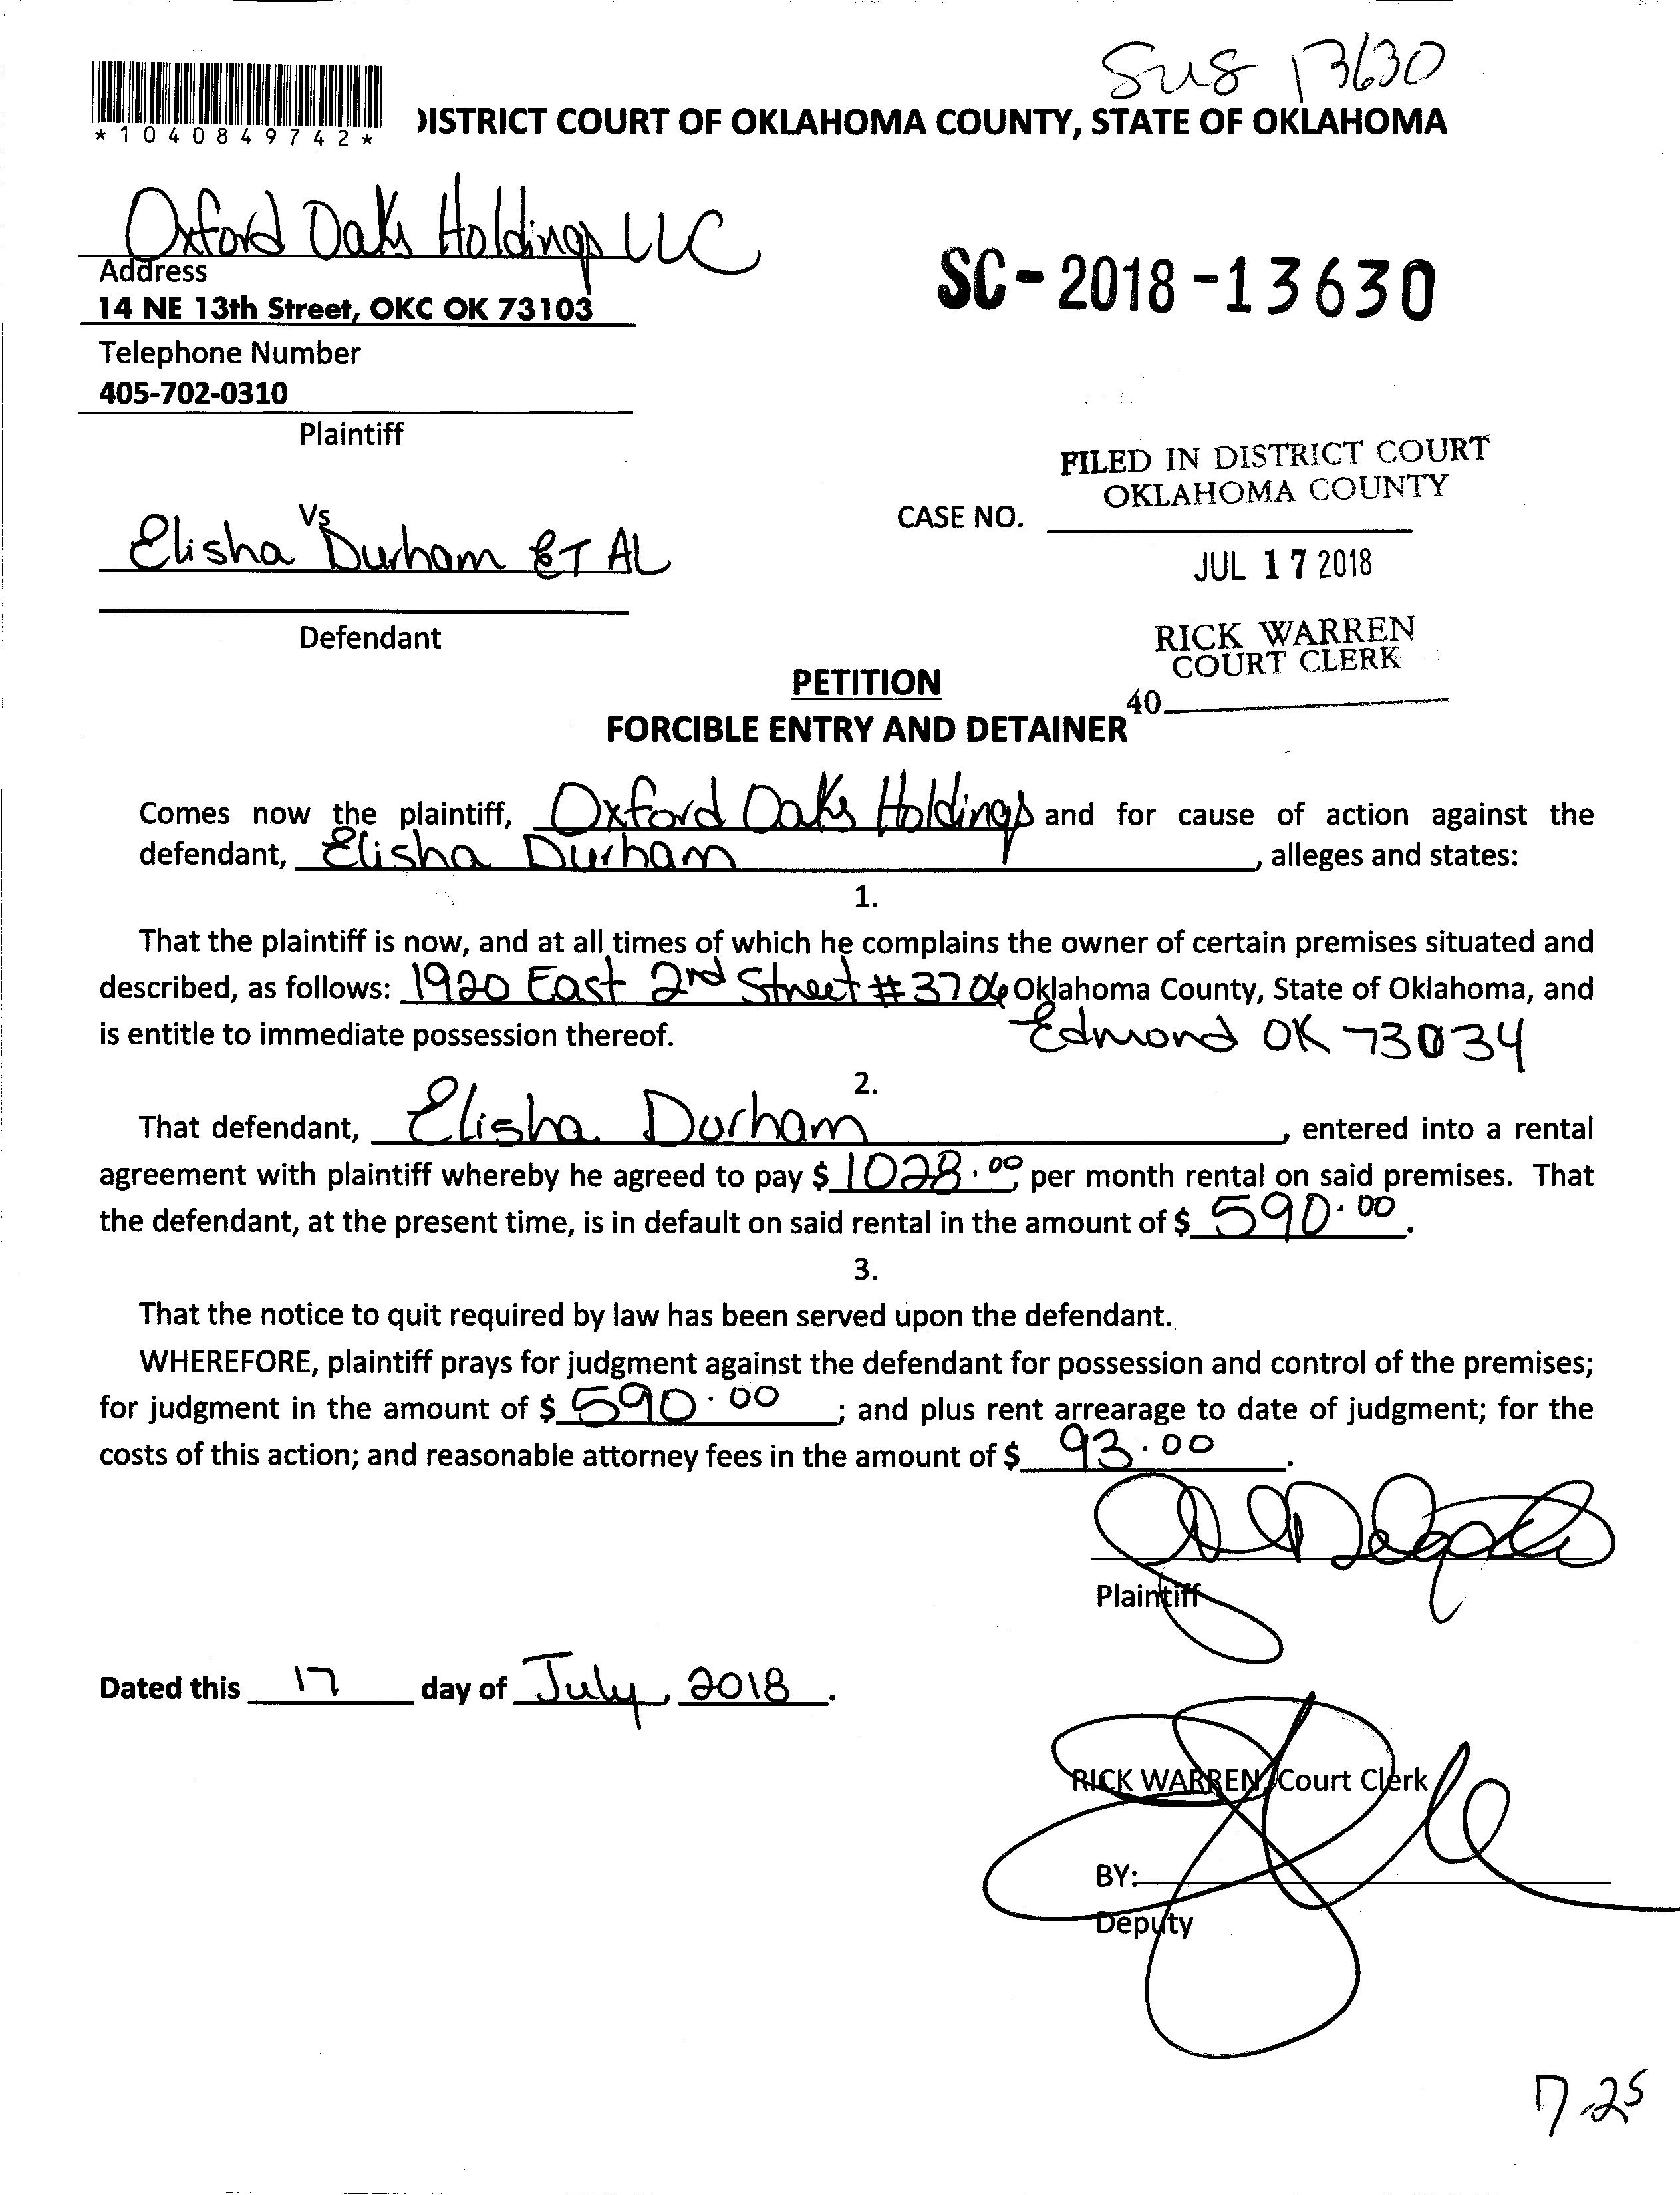 SUS 13630
*1040849742*
DISTRICT COURT OF OKLAHOMA COUNTY, STATE OF OKLAHOMA
Oxford Oaks Holdings LLC
Address
14 NE 13th Street, OKC OK 73103
SC-2018-13630
Telephone Number
405-702-0310
Plaintiff
FILED IN DISTRICT COURT
OKLAHOMA COUNTY
CASE NO.
Vs
Elisha Durham ET AL
JUL 17 2018
Defendant
RICK WARREN
COURT CLERK
40
PETITION
FORCIBLE ENTRY AND DETAINER
Comes now the plaintiff, Oxford Oaks Holdings and for cause of action against the
defendant, Elisha Durham, alleges and states:
1.
That the plaintiff is now, and at all times of which he complains the owner of certain premises situated and
described, as follows: 1920 East 2nd Street # 3706 Oklahoma County, State of Oklahoma, and
is entitle to immediate possession thereof. Edmond OK 73034
2.
That defendant, Elisha Durham, entered into a rental
agreement with plaintiff whereby he agreed to pay $ 1028.00, per month rental on said premises. That
the defendant, at the present time, is in default on said rental in the amount of $ 590.00.
3.
That the notice to quit required by law has been served upon the defendant.
WHEREFORE, plaintiff prays for judgment against the defendant for possession and control of the premises;
for judgment in the amount of $ 590.00; and plus rent arrearage to date of judgment; for the
costs of this action; and reasonable attorney fees in the amount of $ 93.00.
Plaintiff
Dated this 17 day of July, 2018.
RICK WARREN, Court Clerk
BY:
Deputy
7-25